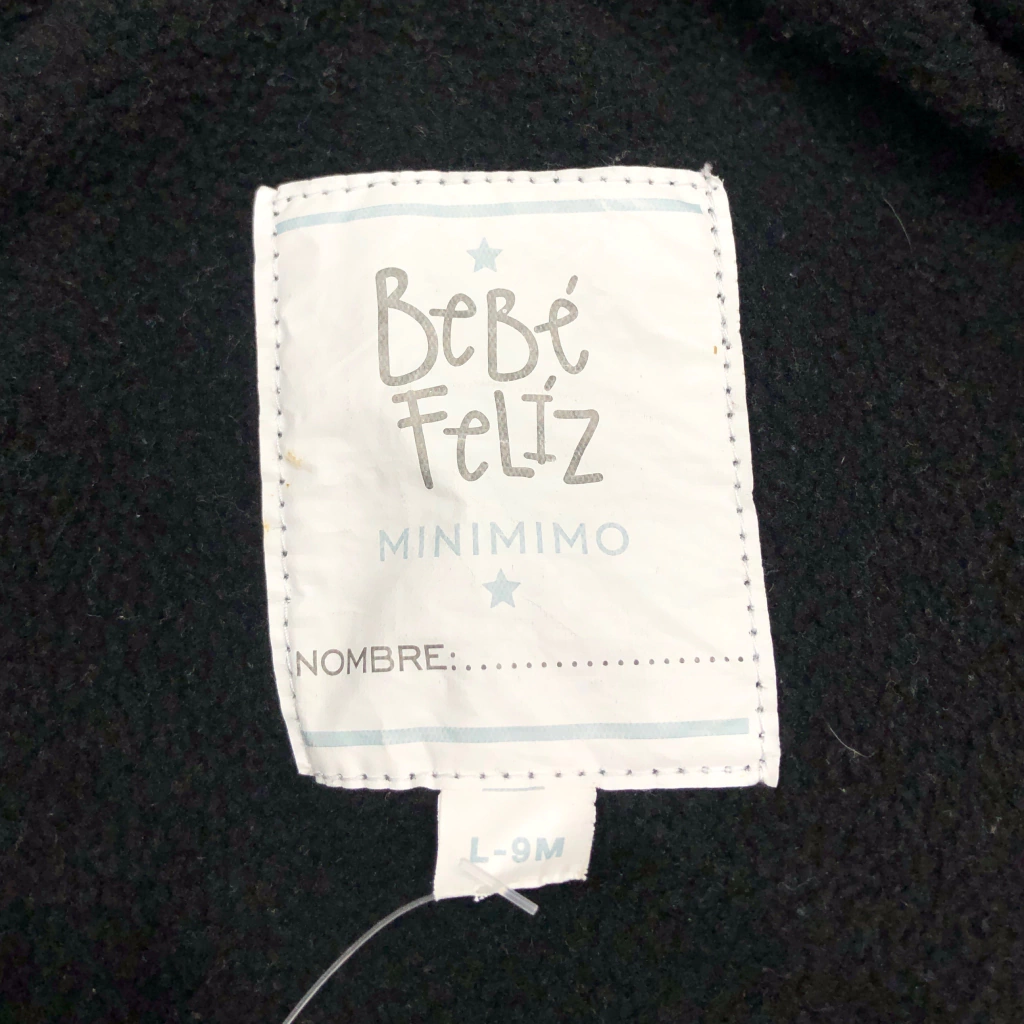 BeBé
FeLíZ
MINIMIMO
NOMBRE:....................
L-9M